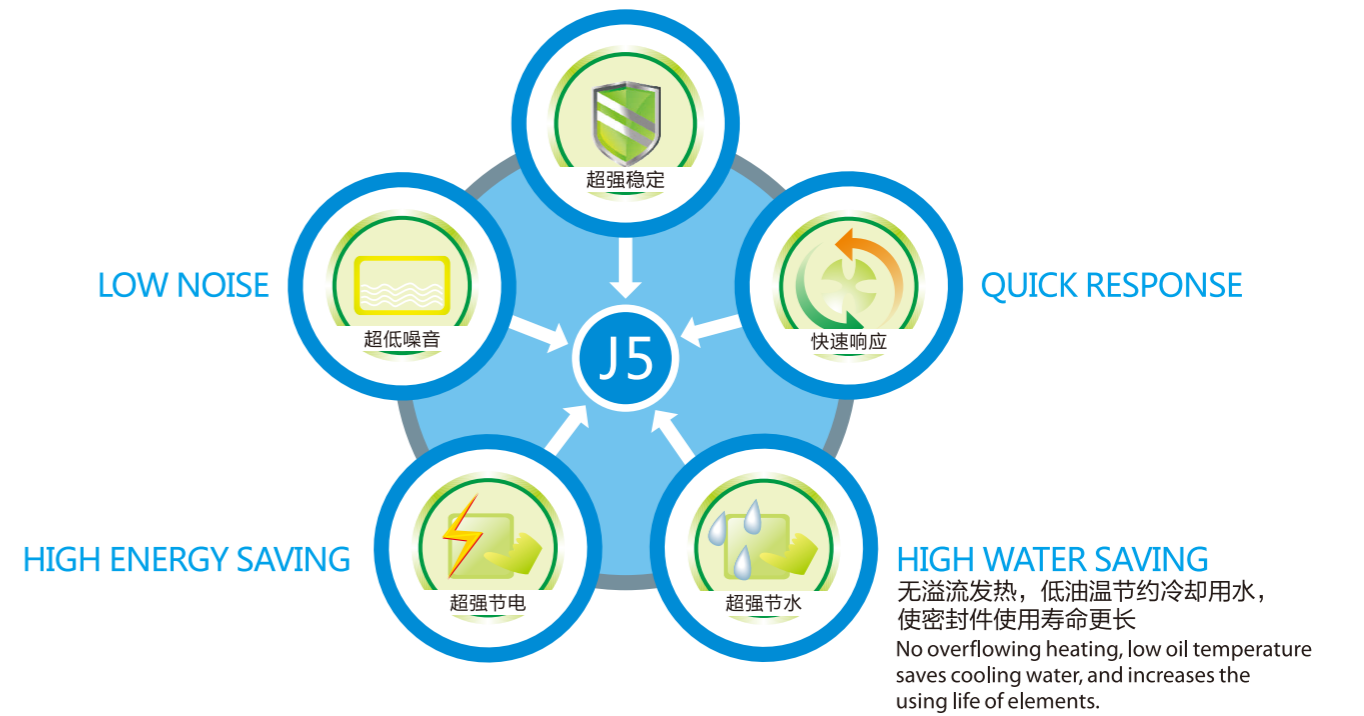 超强稳定
LOW NOISE
超低噪音
快速响应
QUICK RESPONSE
J5
HIGH ENERGY SAVING
超强节电
超强节水
HIGH WATER SAVING
无溢流发热，低油温节约冷却用水，
使密封件使用寿命更长
No overflowing heating, low oil temperature
saves cooling water, and increases the
using life of elements.